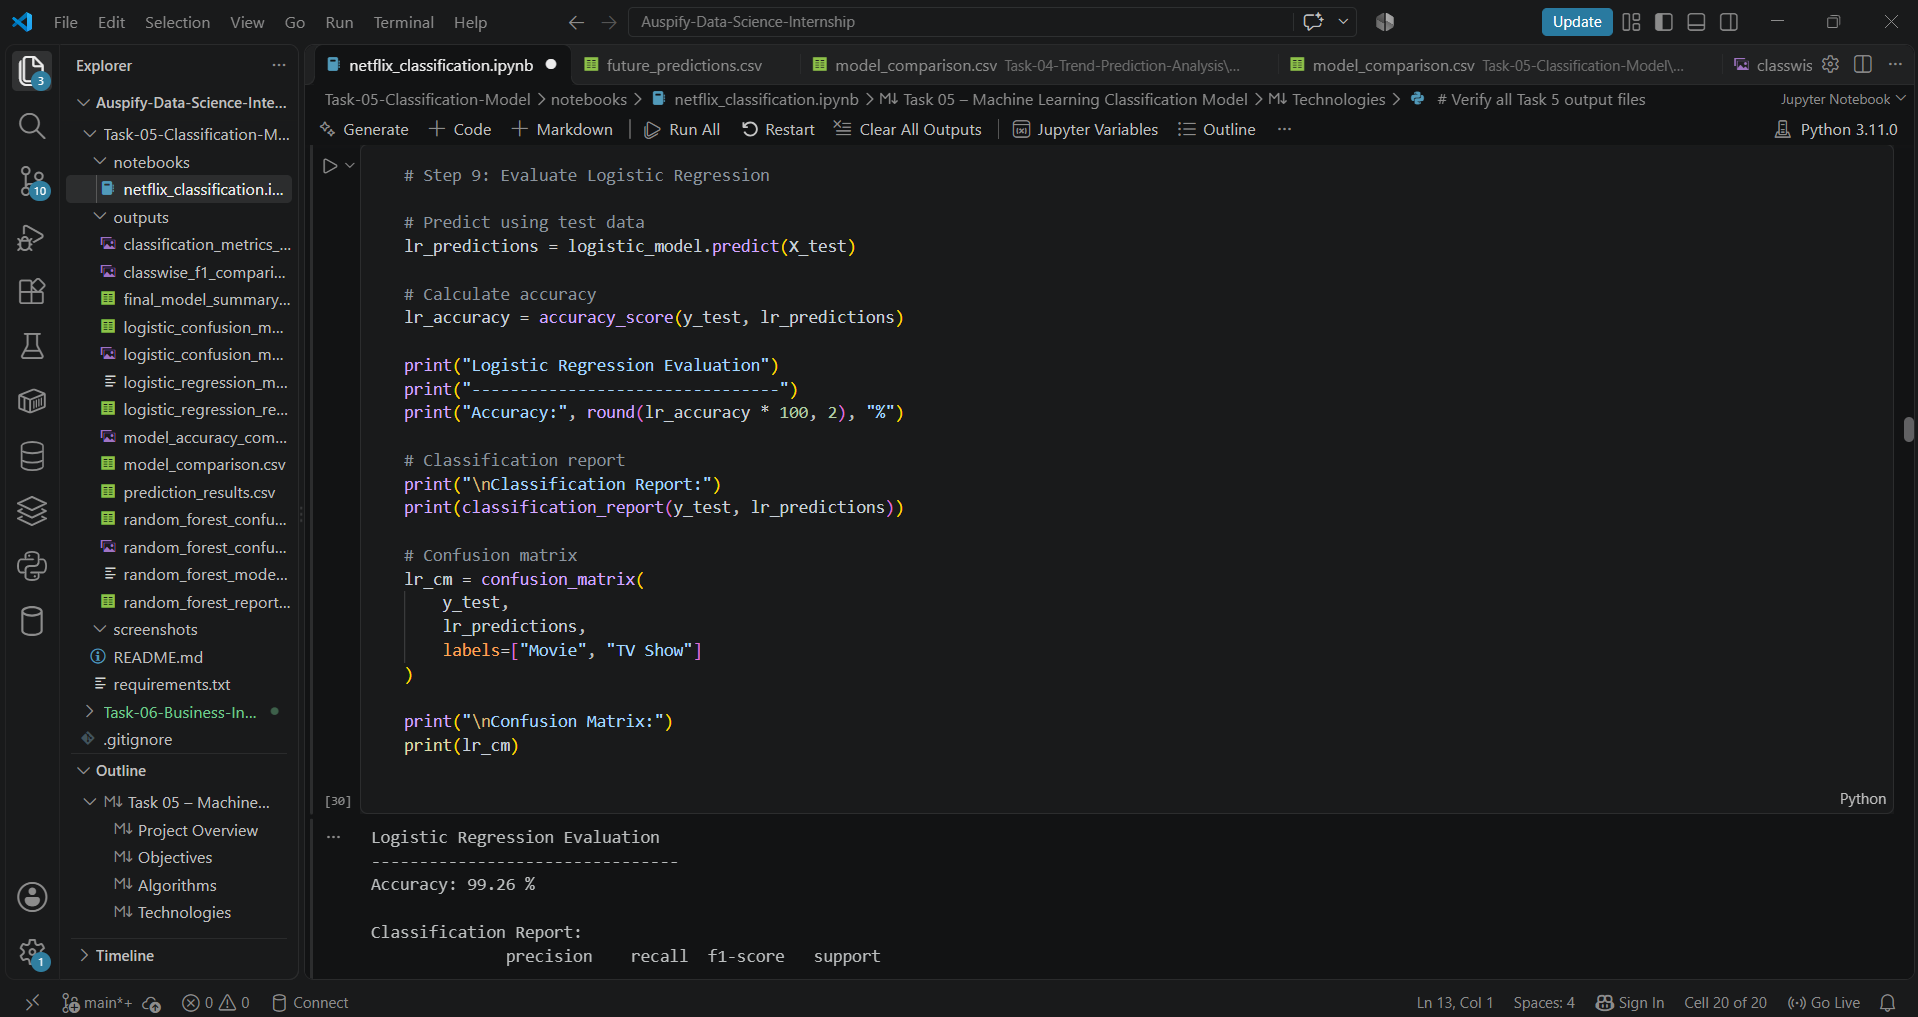 File Edit Selection View Go Run Terminal Help
Auspify-Data-Science-Internship
Update
Explorer
netflix_classification.ipynb
future_predictions.csv
model_comparison.csv Task-04-Trend-Prediction-Analysis\...
model_comparison.csv Task-05-Classification-Model\...
classwis
Task-05-Classification-Model > notebooks > netflix_classification.ipynb > M↓ Task 05 – Machine Learning Classification Model > M↓ Technologies > # Verify all Task 5 output files
Jupyter Notebook
Generate + Code + Markdown Run All Restart Clear All Outputs Jupyter Variables Outline ...
Python 3.11.0
3
10
1
Auspify-Data-Science-Inte...
Task-05-Classification-M...
notebooks
netflix_classification.i...
outputs
classification_metrics_...
classwise_f1_compari...
final_model_summary...
logistic_confusion_m...
logistic_confusion_m...
logistic_regression_m...
logistic_regression_re...
model_accuracy_com...
model_comparison.csv
prediction_results.csv
random_forest_confu...
random_forest_confu...
random_forest_mode...
random_forest_report...
screenshots
README.md
requirements.txt
Task-06-Business-In...
.gitignore
Outline
M↓ Task 05 – Machine...
M↓ Project Overview
M↓ Objectives
M↓ Algorithms
M↓ Technologies
Timeline
# Step 9: Evaluate Logistic Regression
# Predict using test data
lr_predictions = logistic_model.predict(X_test)
# Calculate accuracy
lr_accuracy = accuracy_score(y_test, lr_predictions)
print("Logistic Regression Evaluation")
print("--------------------------------")
print("Accuracy:", round(lr_accuracy * 100, 2), "%")
# Classification report
print("\nClassification Report:")
print(classification_report(y_test, lr_predictions))
# Confusion matrix
lr_cm = confusion_matrix(
y_test,
lr_predictions,
labels=["Movie", "TV Show"]
)
print("\nConfusion Matrix:")
print(lr_cm)
[30]
Python
... Logistic Regression Evaluation
--------------------------------
Accuracy: 99.26 %
Classification Report:
precision recall f1-score support
main*+ 0 0 Connect
Ln 13, Col 1 Spaces: 4 Sign In Cell 20 of 20 Go Live